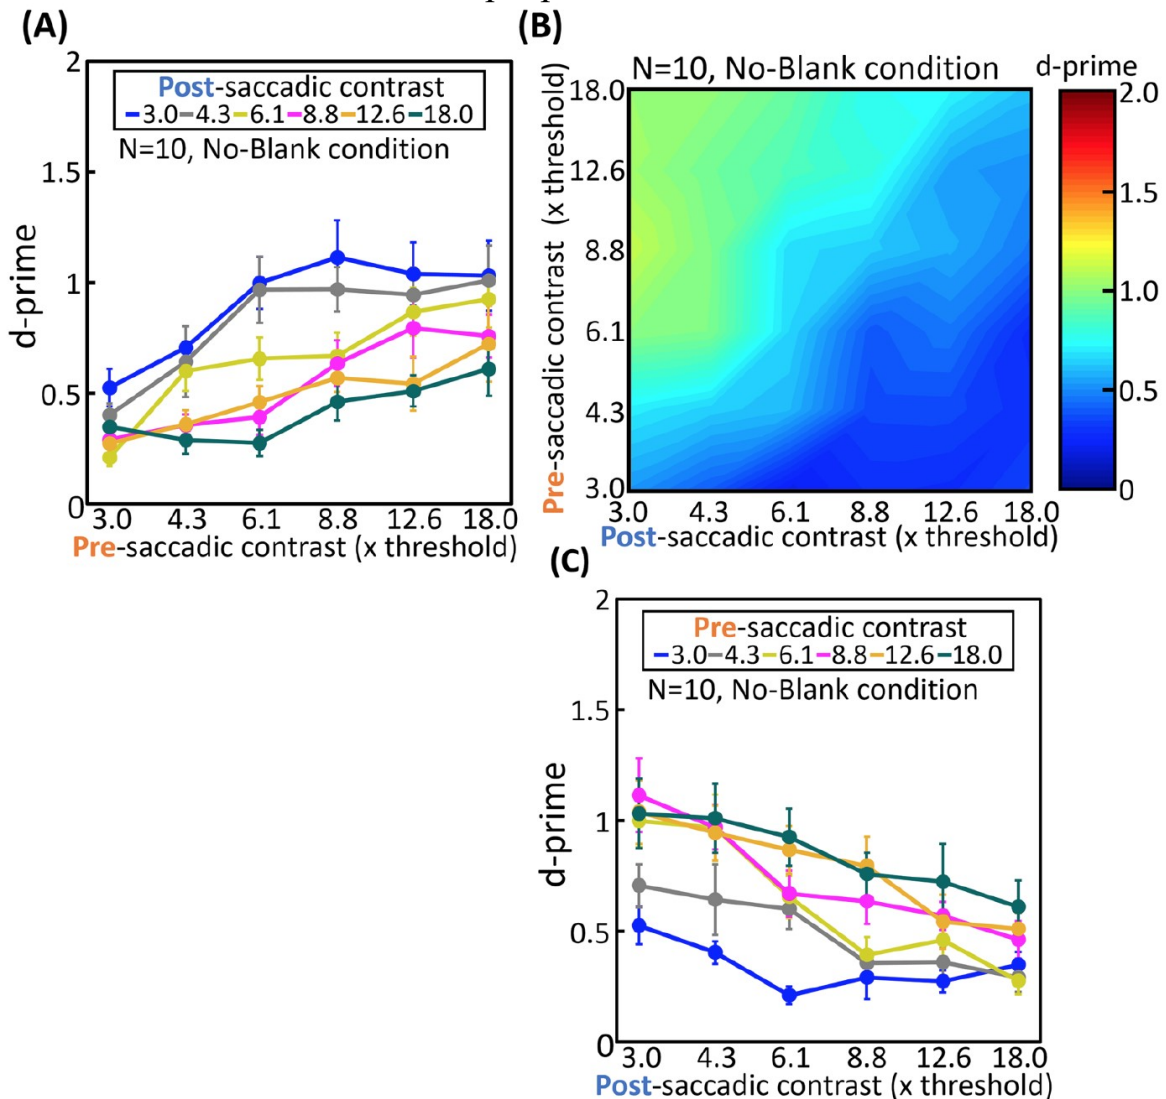 (A)
2
1.5
1
0.5
0
d-prime
Post-saccadic contrast
3.0 4.3 6.1 8.8 12.6 18.0
N=10, No-Blank condition
3.0 4.3 6.1 8.8 12.6 18.0
Pre-saccadic contrast (x threshold)
(B)
N=10, No-Blank condition
d-prime
18.0
12.6
8.8
6.1
4.3
3.0
Pre-saccadic contrast (x threshold)
3.0 4.3 6.1 8.8 12.6 18.0
Post-saccadic contrast (x threshold)
2.0
1.5
1.0
0.5
0
(C)
2
1.5
1
0.5
0
d-prime
Pre-saccadic contrast
3.0 4.3 6.1 8.8 12.6 18.0
N=10, No-Blank condition
3.0 4.3 6.1 8.8 12.6 18.0
Post-saccadic contrast (x threshold)